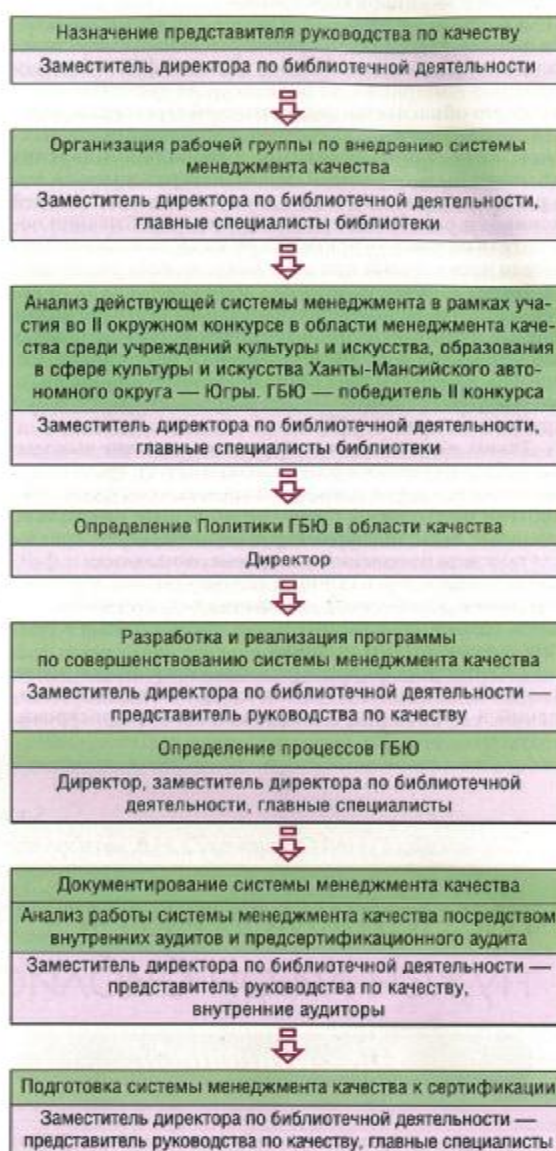 Назначение представителя руководства по качеству
Заместитель директора по библиотечной деятельности
Организация рабочей группы по внедрению системы
менеджмента качества
Заместитель директора по библиотечной деятельности,
главные специалисты библиотеки
Анализ действующей системы менеджмента в рамках уча-
стия во II окружном конкурсе в области менеджмента каче-
ства среди учреждений культуры и искусства, образования
в сфере культуры и искусства Ханты-Мансийского авто-
номного округа — Югры. ГБЮ — победитель II конкурса
Заместитель директора по библиотечной деятельности,
главные специалисты библиотеки
Определение Политики ГБЮ в области качества
Директор
Разработка и реализация программы
по совершенствованию системы менеджмента качества
Заместитель директора по библиотечной деятельности —
представитель руководства по качеству
Определение процессов ГБЮ
Директор, заместитель директора по библиотечной
деятельности, главные специалисты
Документирование системы менеджмента качества
Анализ работы системы менеджмента качества посредством
внутренних аудитов и предсертификационного аудита
Заместитель директора по библиотечной деятельности —
представитель руководства по качеству,
внутренние аудиторы
Подготовка системы менеджмента качества к сертификации
Заместитель директора по библиотечной деятельности —
представитель руководства по качеству, главные специалисты